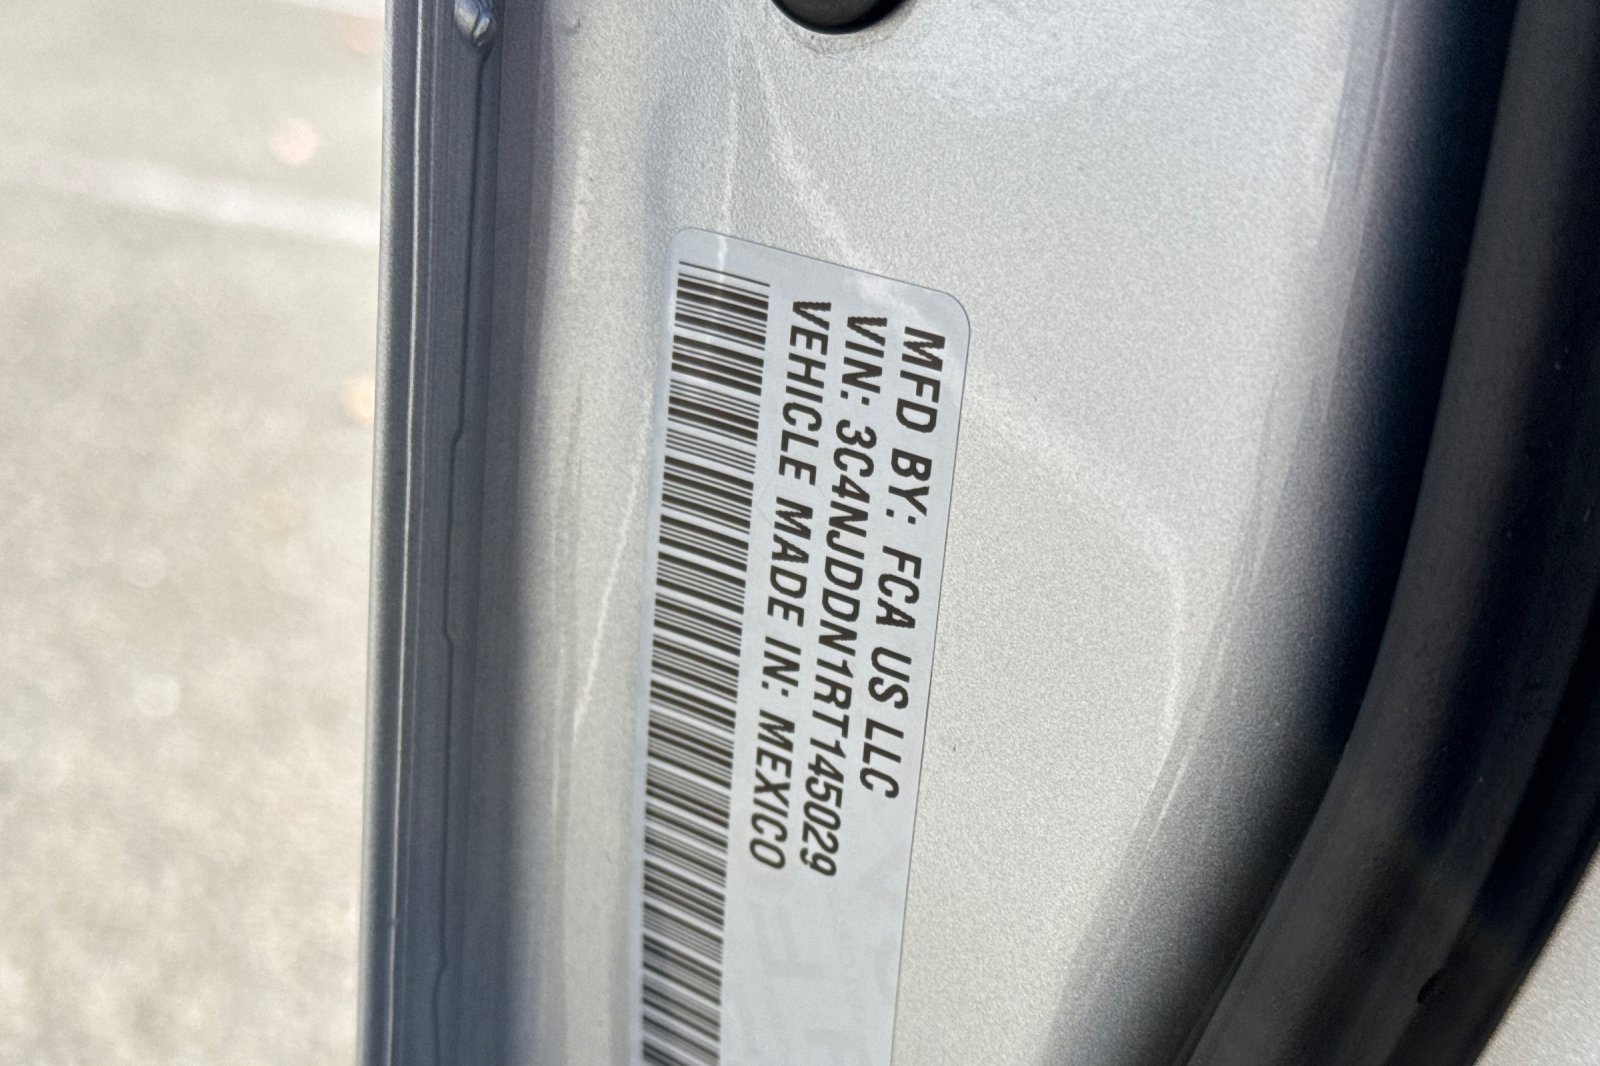 MFD BY: FCA US LLC
VIN: 3C4NJDDN1RT145029
VEHICLE MADE IN: MEXICO